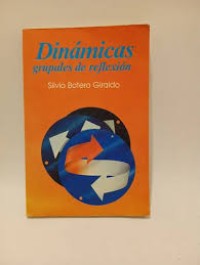 Dinámicas
grupales de reflexión
Silvio Botero Giraldo